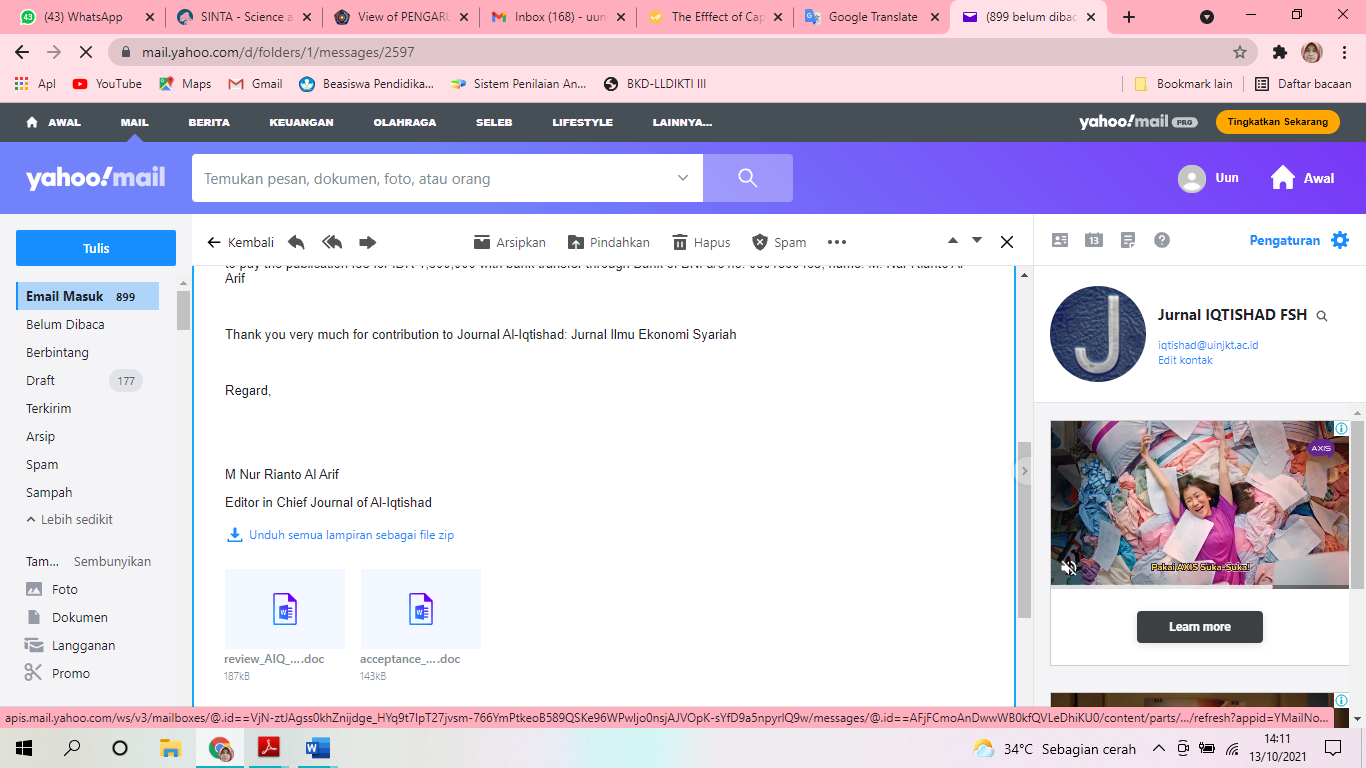 (43) WhatsApp
SINTA - Science a
View of PENGARU
Inbox (168) - uun
The Efffect of Cap
Google Translate
(899 belum dibac
mail.yahoo.com/d/folders/1/messages/2597
Apl YouTube Maps Gmail Beasiswa Pendidika... Sistem Penilaian An... BKD-LLDIKTI III Bookmark lain Daftar bacaan
AWAL MAIL BERITA KEUANGAN OLAHRAGA SELEB LIFESTYLE LAINNYA... yahoo!mail PRO Tingkatkan Sekarang
yahoo!mail Temukan pesan, dokumen, foto, atau orang Uun Awal
Tulis
Kembali Arsipkan Pindahkan Hapus Spam 13 Pengaturan
Email Masuk 899
Belum Dibaca
Berbintang
Draft 177
Terkirim
Arsip
Spam
Sampah
Lebih sedikit
Tam... Sembunyikan
Foto
Dokumen
Langganan
Promo
Arif
Thank you very much for contribution to Journal Al-Iqtishad: Jurnal Ilmu Ekonomi Syariah
Regard,
M Nur Rianto Al Arif
Editor in Chief Journal of Al-Iqtishad
Unduh semua lampiran sebagai file zip
review_AIQ_....doc
187kB
acceptance_....doc
143kB
J
Jurnal IQTISHAD FSH
iqtishad@uinjkt.ac.id
Edit kontak
AXIS
Pakai AXIS Suka-Suka!
Learn more
34°C Sebagian cerah
14:11
13/10/2021